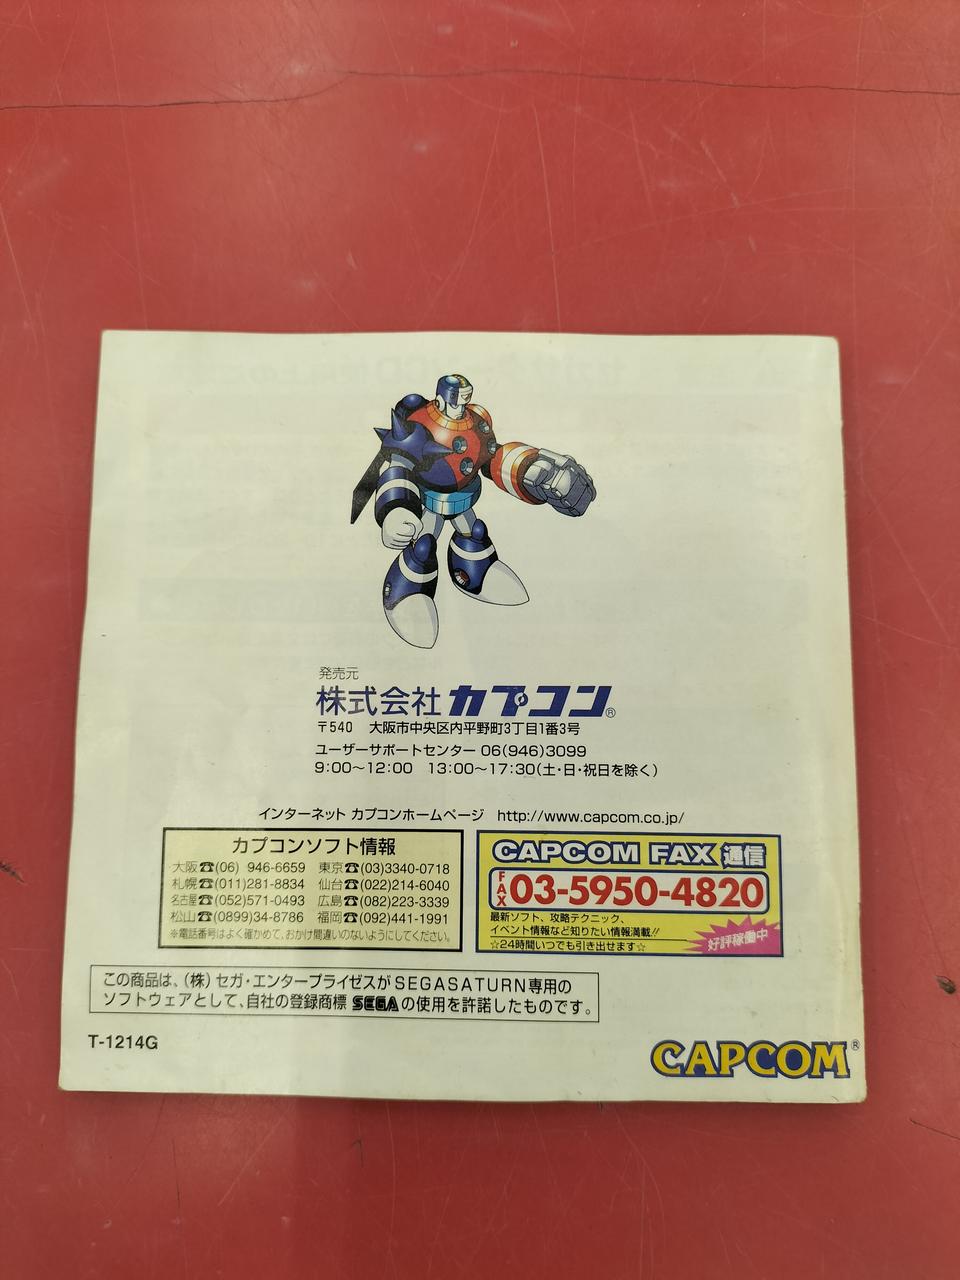 発売元
株式会社カプコン®
〒540 大阪市中央区内平野町3丁目1番3号
ユーザーサポートセンター 06(946)3099
9:00～12:00 13:00～17:30(土・日・祝日を除く)
インターネット カプコンホームページ http://www.capcom.co.jp/
カプコンソフト情報
大阪☎(06) 946-6659 東京☎(03)3340-0718
札幌☎(011)281-8834 仙台☎(022)214-6040
名古屋☎(052)571-0493 広島☎(082)223-3339
松山☎(0899)34-8786 福岡☎(092)441-1991
※電話番号はよく確かめて、おかけ間違いのないようにしてください。
CAPCOM FAX 通信
FAX 03-5950-4820
最新ソフト、攻略テクニック、
イベント情報など知りたい情報満載!!
☆24時間いつでも引き出せます☆
好評稼働中
この商品は、(株)セガ・エンタープライゼスがSEGASATURN専用の
ソフトウェアとして、自社の登録商標 SEGA の使用を許諾したものです。
T-1214G
CAPCOM®